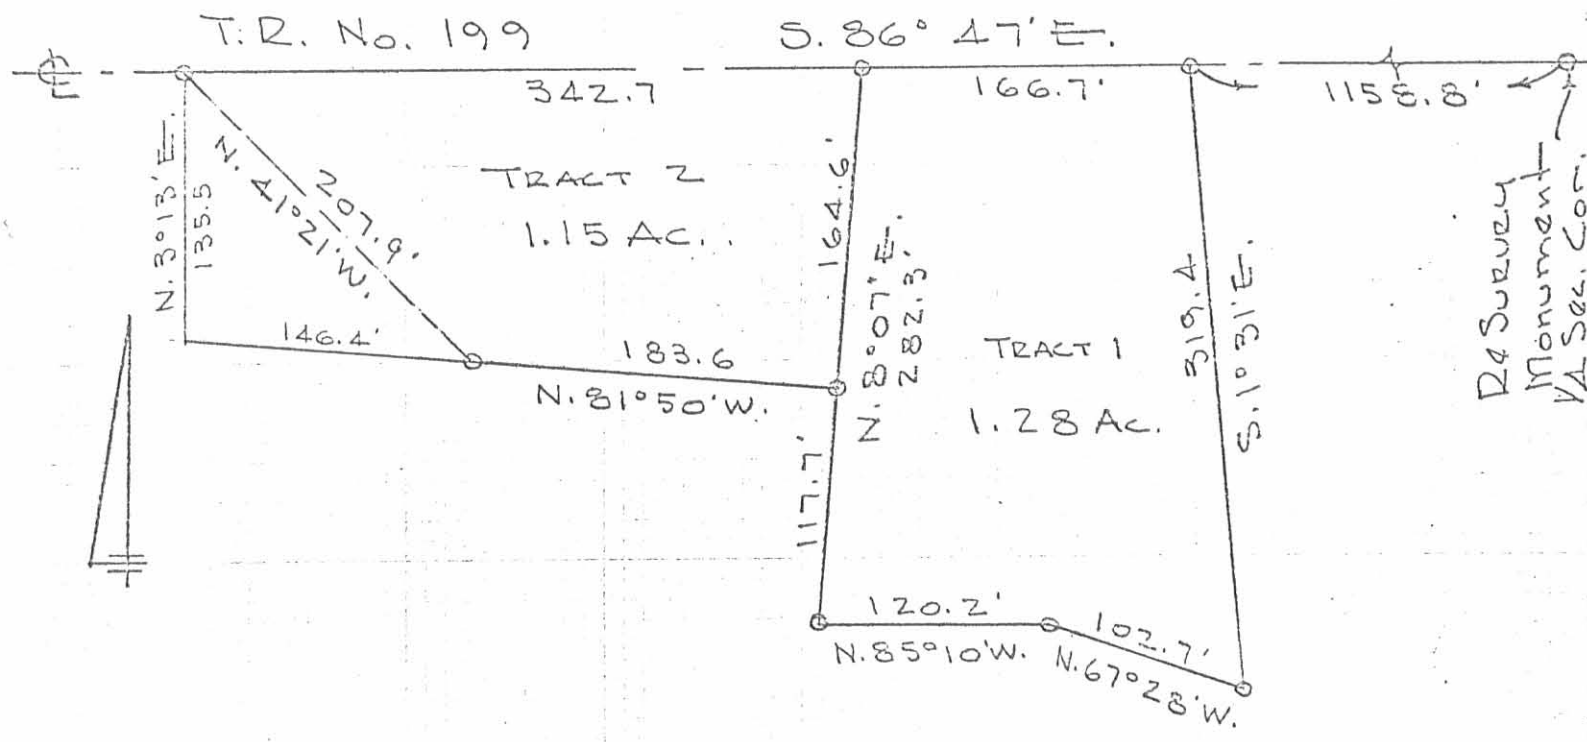 T.R. No. 199
S. 86° 47' E.
342.7
166.7'
1158.8'
N. 3°13' E.
135.5
207.9'
N. 41°21' W.
TRACT 2
1.15 Ac.
164.6'
N. 8°07' E.
282.3'
TRACT 1
1.28 Ac.
319.4
S. 1°31' E.
ReSurvey
Monument
1/4 Sec. Cor.
146.4'
183.6
N. 81°50' W.
117.7'
120.2'
N. 85°10' W.
102.7'
N. 67°28' W.